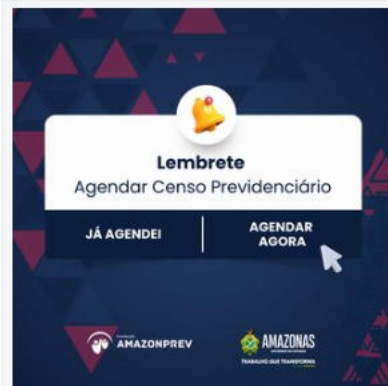 Lembrete
Agendar Censo Previdenciário
JÁ AGENDEI
AGENDAR
AGORA
AMAZONPREV
AMAZONAS
TRABALHO QUE TRANSFORMA